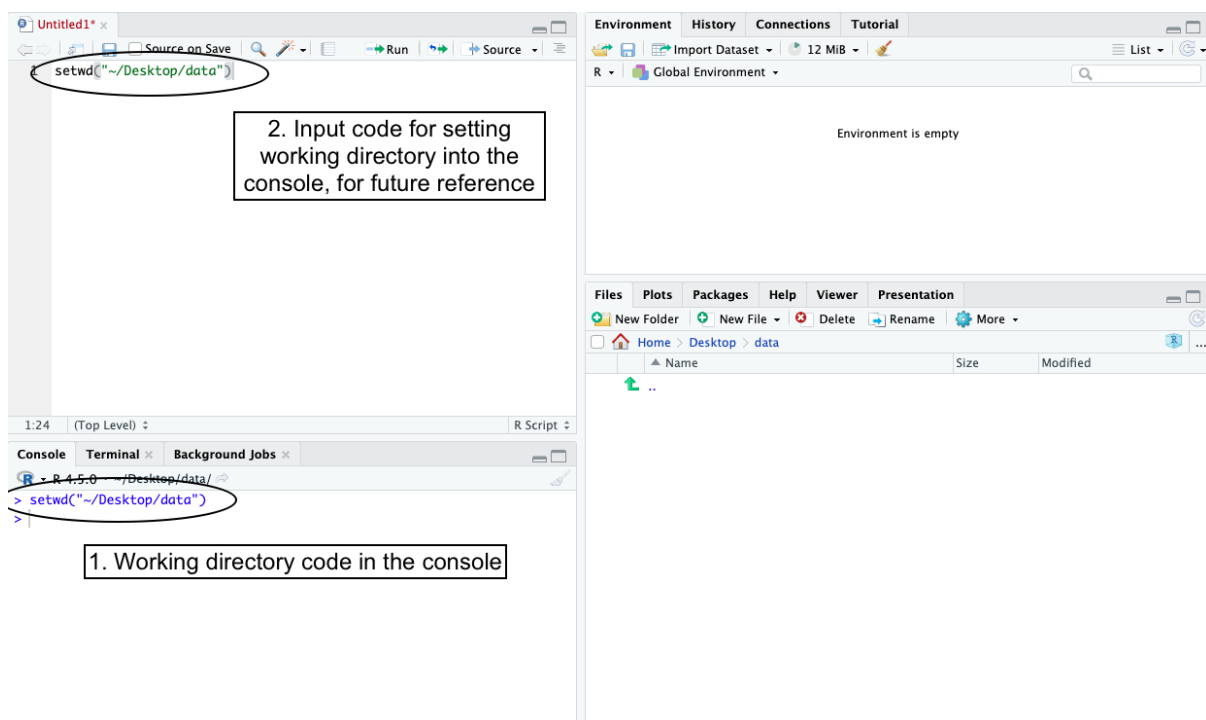 Untitled1*
Source on Save Run Source
1 setwd("~/Desktop/data")
2. Input code for setting
working directory into the
console, for future reference
1:24 (Top Level) R Script
Console Terminal Background Jobs
R 4.5.0 · ~/Desktop/data/
> setwd("~/Desktop/data")
>
1. Working directory code in the console
Environment History Connections Tutorial
Import Dataset 12 MiB List
R Global Environment
Environment is empty
Files Plots Packages Help Viewer Presentation
New Folder New File Delete Rename More
Home > Desktop > data R ...
Name Size Modified
..